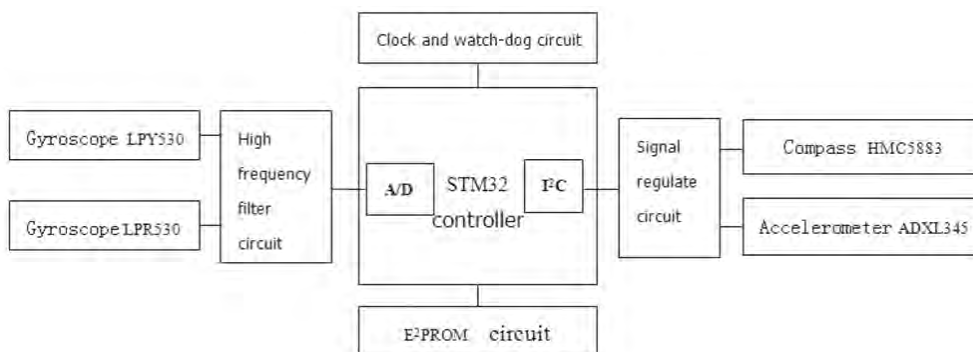 Clock and watch-dog circuit
Gyroscope LPY530
Gyroscope LPR530
High
frequency
filter
circuit
A/D
STM32
controller
I²C
Signal
regulate
circuit
Compass HMC5883
Accelerometer ADXL345
E²PROM circuit